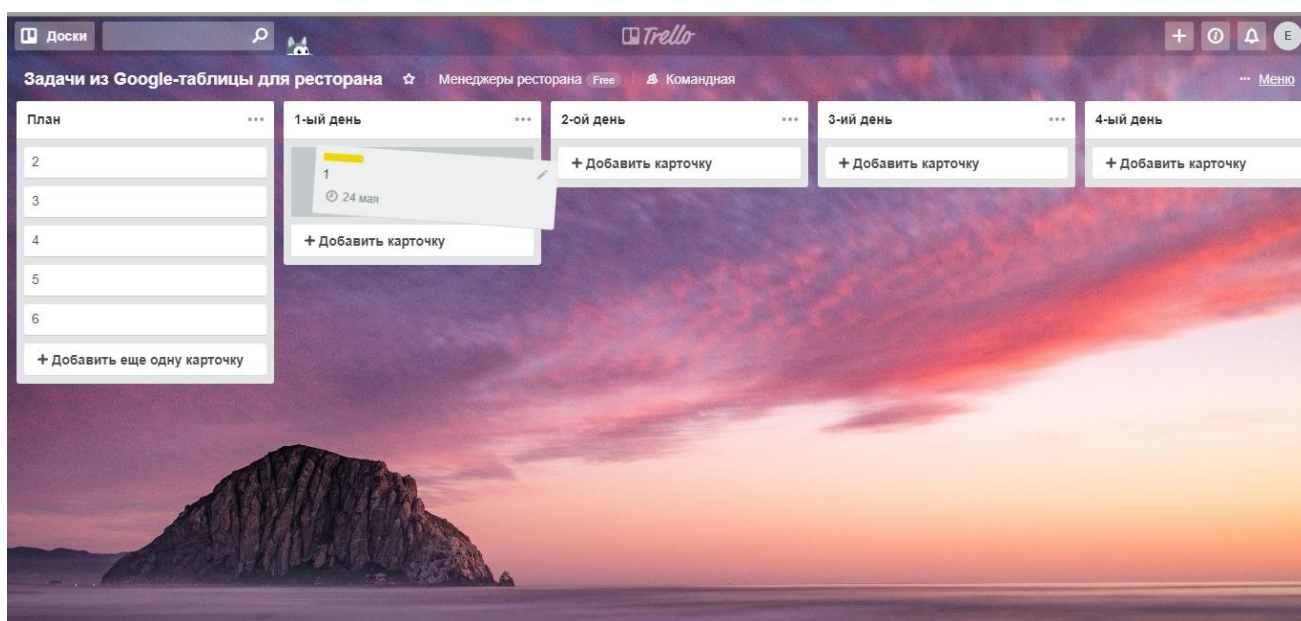 Доски
Trello
E
Задачи из Google-таблицы для ресторана
Менеджеры ресторана Free
Командная
... Меню
План
2
3
4
5
6
+ Добавить еще одну карточку
1-ый день
1
24 мая
+ Добавить карточку
2-ой день
+ Добавить карточку
3-ий день
+ Добавить карточку
4-ый день
+ Добавить карточку